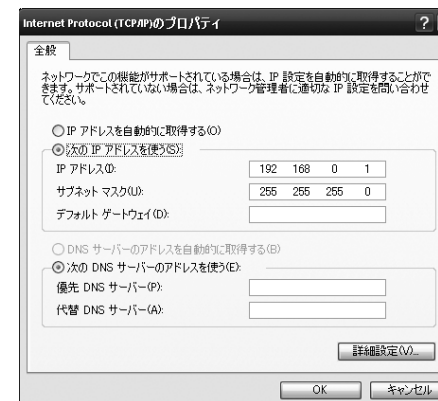 Internet Protocol (TCP/IP)のプロパティ ?
全般
ネットワークでこの機能がサポートされている場合は、IP 設定を自動的に取得することがで
きます。サポートされていない場合は、ネットワーク管理者に適切な IP 設定を問い合わせ
てください。
IP アドレスを自動的に取得する(O)
次の IP アドレスを使う(S):
IP アドレス(I): 192 168 0 1
サブネット マスク(U): 255 255 255 0
デフォルト ゲートウェイ(D):
DNS サーバーのアドレスを自動的に取得する(B)
次の DNS サーバーのアドレスを使う(E):
優先 DNS サーバー(P):
代替 DNS サーバー(A):
詳細設定(V)...
OK キャンセル